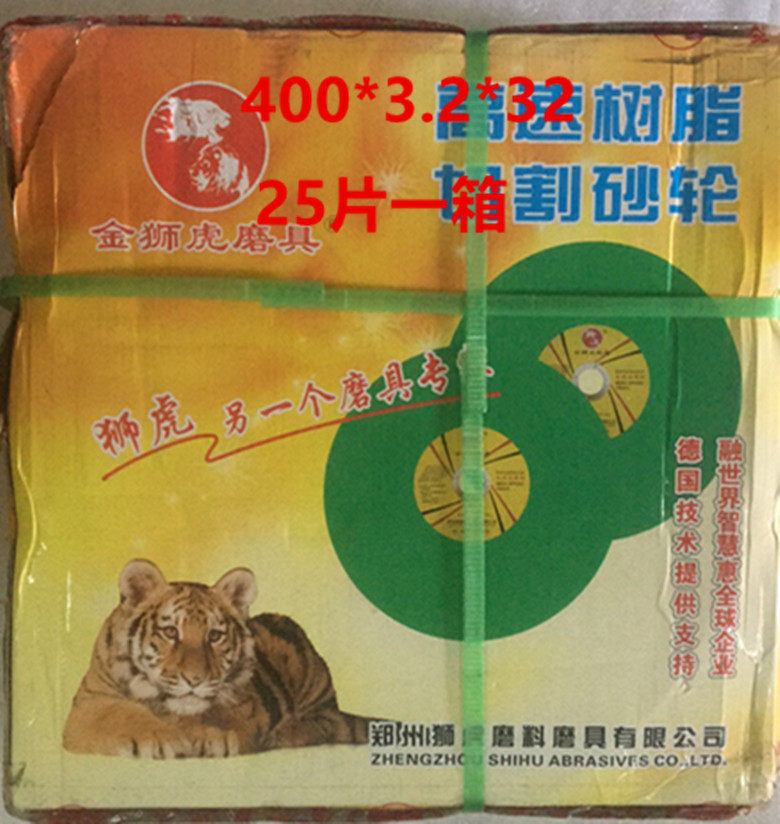 400*3.2*32
高速树脂
25片一箱
切割砂轮
金狮虎磨具
狮虎 另一个磨具专家
融世界智慧惠全球企业
德国技术提供支持
郑州狮虎磨料磨具有限公司
ZHENGZHOU SHIHU ABRASIVES CO.,LTD.